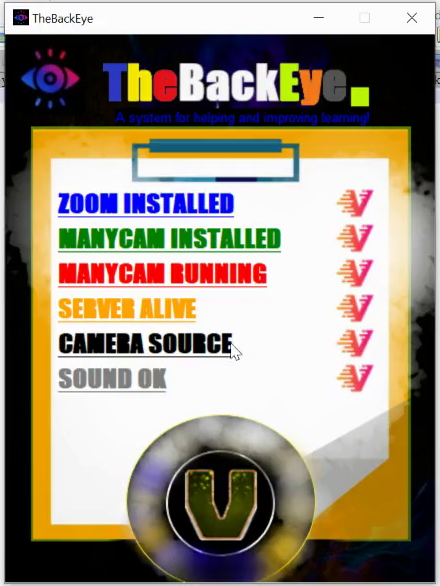 TheBackEye
TheBackEye.
A system for helping and improving learning!
ZOOM INSTALLED
MANYCAM INSTALLED
MANYCAM RUNNING
SERVER ALIVE
CAMERA SOURCE
SOUND OK
V